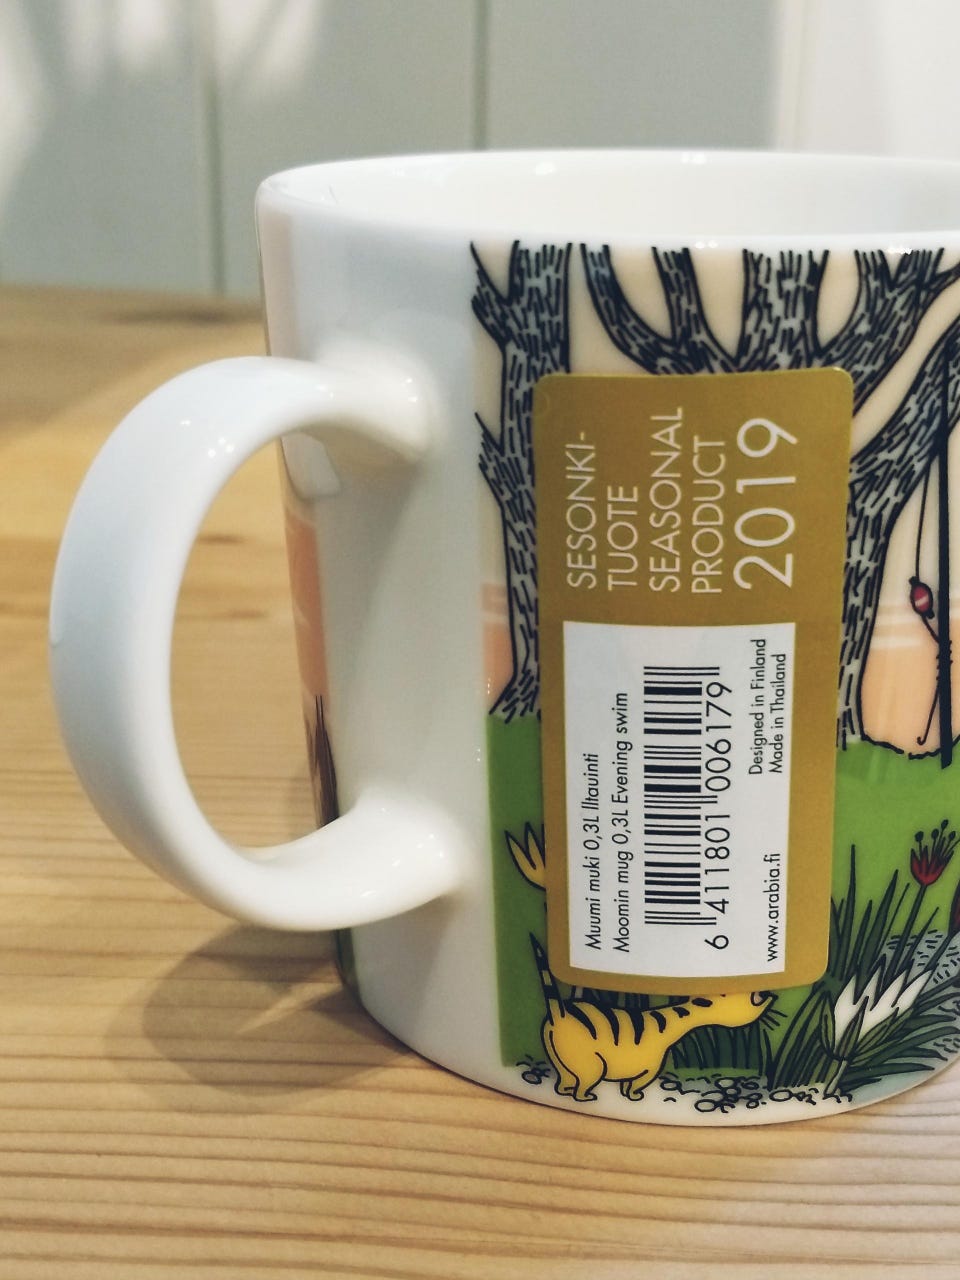 SESONKI-
TUOTE
SEASONAL
PRODUCT
2019
Muumi muki 0,3L Iltauinti
Moomin mug 0,3L Evening swim
6 411801 006179
www.arabia.fi
Designed in Finland
Made in Thailand